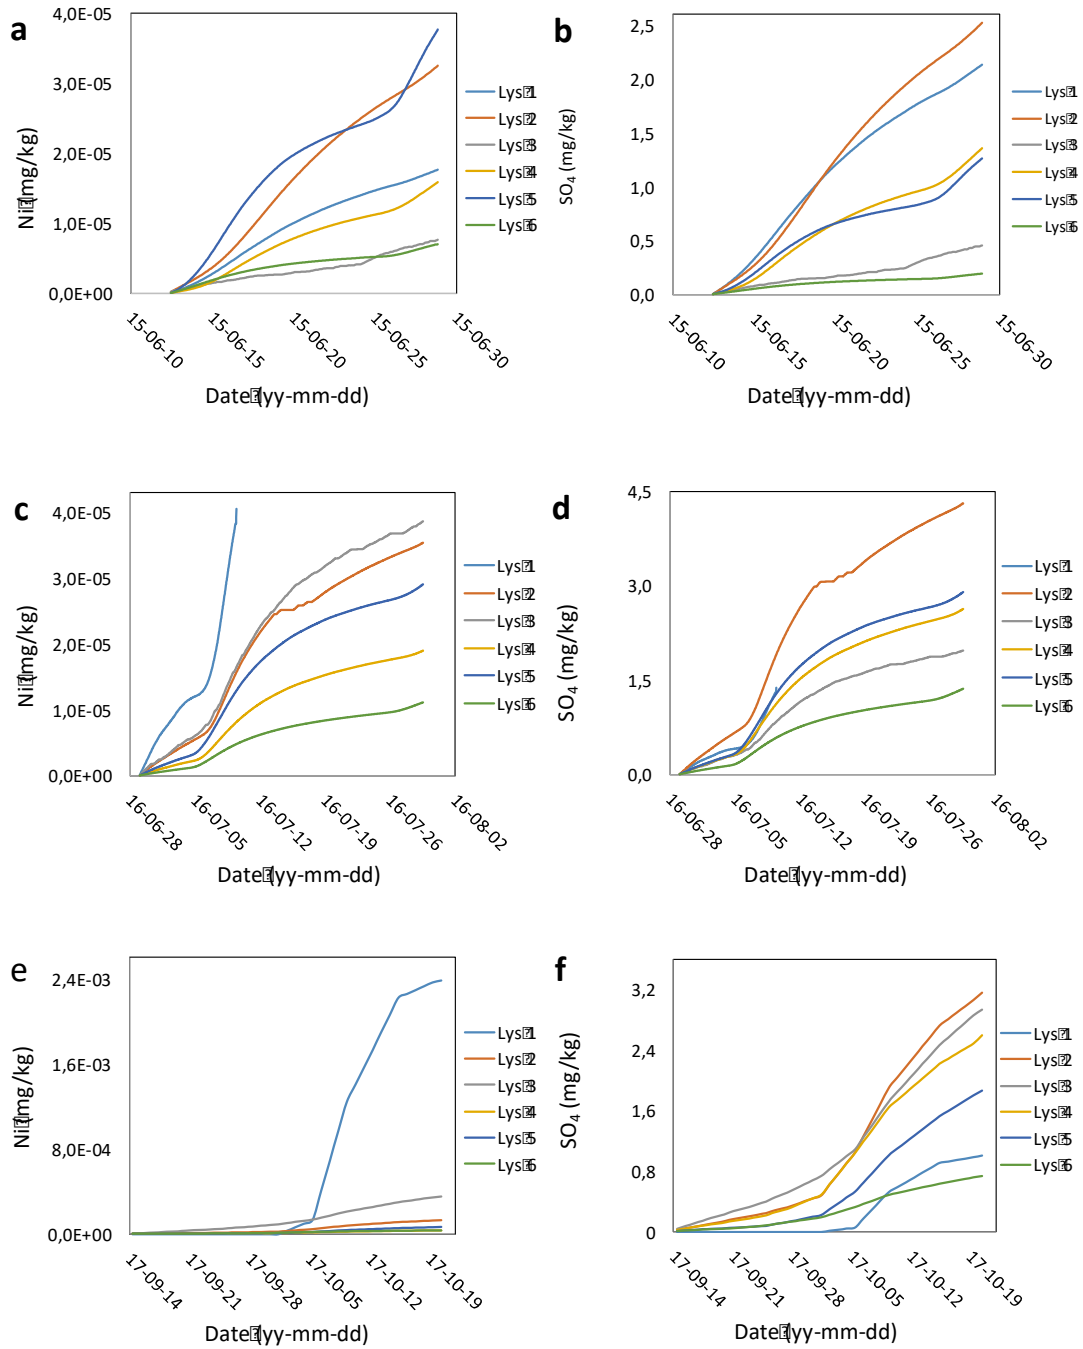 a
4,0E-05
3,0E-05
2,0E-05
1,0E-05
0,0E+00
Ni (mg/kg)
15-06-10
15-06-15
15-06-20
15-06-25
15-06-30
Date (yy-mm-dd)
Lys 1
Lys 2
Lys 3
Lys 4
Lys 5
Lys 6
b
2,5
2,0
1,5
1,0
0,5
0,0
SO4 (mg/kg)
15-06-10
15-06-15
15-06-20
15-06-25
15-06-30
Date (yy-mm-dd)
Lys 1
Lys 2
Lys 3
Lys 4
Lys 5
Lys 6
c
4,0E-05
3,0E-05
2,0E-05
1,0E-05
0,0E+00
Ni (mg/kg)
16-06-28
16-07-05
16-07-12
16-07-19
16-07-26
16-08-02
Date (yy-mm-dd)
Lys 1
Lys 2
Lys 3
Lys 4
Lys 5
Lys 6
d
4,5
3,0
1,5
0,0
SO4 (mg/kg)
16-06-28
16-07-05
16-07-12
16-07-19
16-07-26
16-08-02
Date (yy-mm-dd)
Lys 1
Lys 2
Lys 3
Lys 4
Lys 5
Lys 6
e
2,4E-03
1,6E-03
8,0E-04
0,0E+00
Ni (mg/kg)
17-09-14
17-09-21
17-09-28
17-10-05
17-10-12
17-10-19
Date (yy-mm-dd)
Lys 1
Lys 2
Lys 3
Lys 4
Lys 5
Lys 6
f
3,2
2,4
1,6
0,8
0
SO4 (mg/kg)
17-09-14
17-09-21
17-09-28
17-10-05
17-10-12
17-10-19
Date (yy-mm-dd)
Lys 1
Lys 2
Lys 3
Lys 4
Lys 5
Lys 6